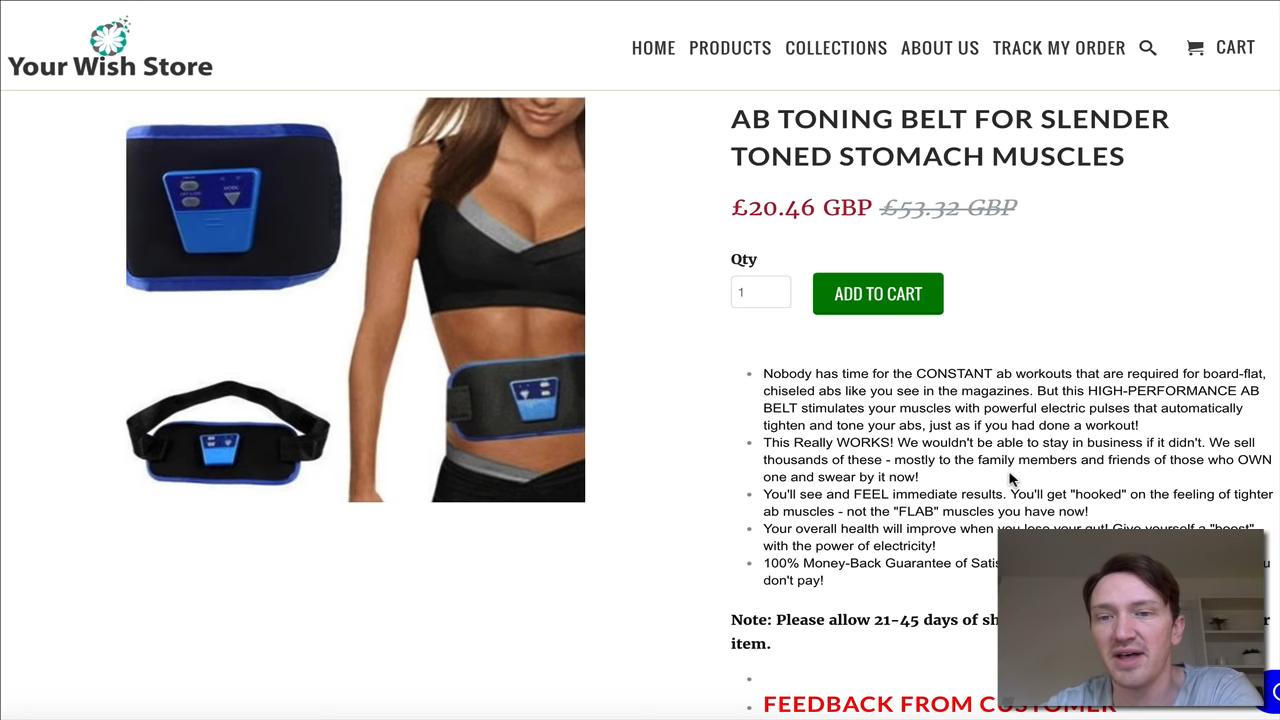 Your Wish Store
HOME PRODUCTS COLLECTIONS ABOUT US TRACK MY ORDER CART
AB TONING BELT FOR SLENDER
TONED STOMACH MUSCLES
£20.46 GBP £53.32 GBP
Qty
1
ADD TO CART
Nobody has time for the CONSTANT ab workouts that are required for board-flat,
chiseled abs like you see in the magazines. But this HIGH-PERFORMANCE AB
BELT stimulates your muscles with powerful electric pulses that automatically
tighten and tone your abs, just as if you had done a workout!
This Really WORKS! We wouldn't be able to stay in business if it didn't. We sell
thousands of these - mostly to the family members and friends of those who OWN
one and swear by it now!
You'll see and FEEL immediate results. You'll get "hooked" on the feeling of tighter
ab muscles - not the "FLAB" muscles you have now!
Your overall health will improve when you lose your gut! Give yourself a "boost"
with the power of electricity!
100% Money-Back Guarantee of
don't pay!
Note: Please allow 21-45 days of
item.
FEEDBACK FROM CUSTOMER